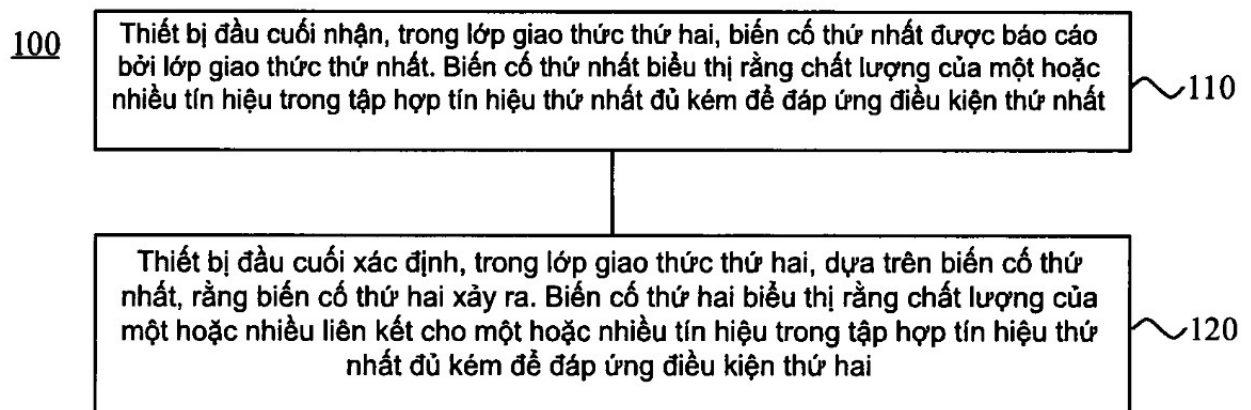 100
Thiết bị đầu cuối nhận, trong lớp giao thức thứ hai, biến cố thứ nhất được báo cáo
bởi lớp giao thức thứ nhất. Biến cố thứ nhất biểu thị rằng chất lượng của một hoặc
nhiều tín hiệu trong tập hợp tín hiệu thứ nhất đủ kém để đáp ứng điều kiện thứ nhất
110
Thiết bị đầu cuối xác định, trong lớp giao thức thứ hai, dựa trên biến cố thứ
nhất, rằng biến cố thứ hai xảy ra. Biến cố thứ hai biểu thị rằng chất lượng của
một hoặc nhiều liên kết cho một hoặc nhiều tín hiệu trong tập hợp tín hiệu thứ
nhất đủ kém để đáp ứng điều kiện thứ hai
120